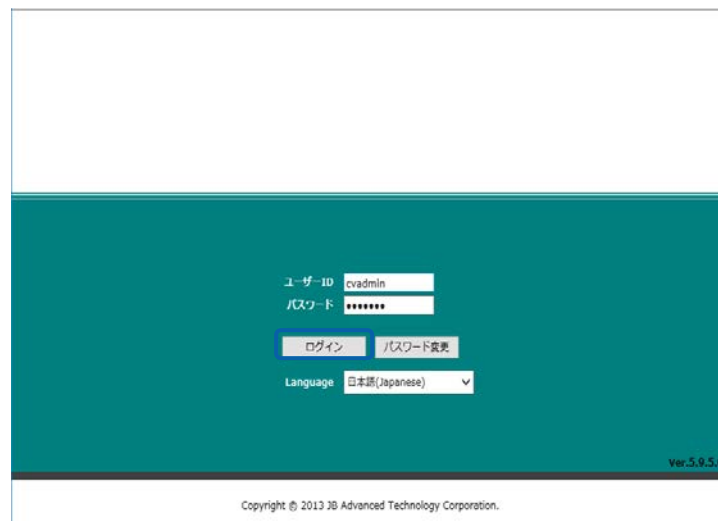 ユーザーID cvadmin
パスワード •••••••
ログイン パスワード変更
Language 日本語(Japanese)
Ver.5.9.5.
Copyright © 2013 JB Advanced Technology Corporation.